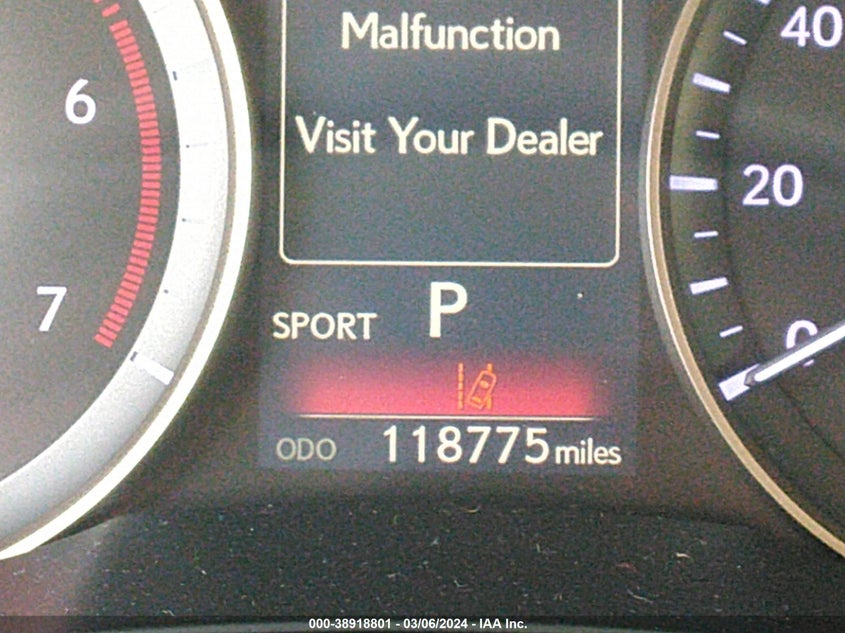 Malfunction
Visit Your Dealer
6
7
40
20
0
SPORT P
ODO 118775 miles
000-38918801 - 03/06/2024 - IAA Inc.